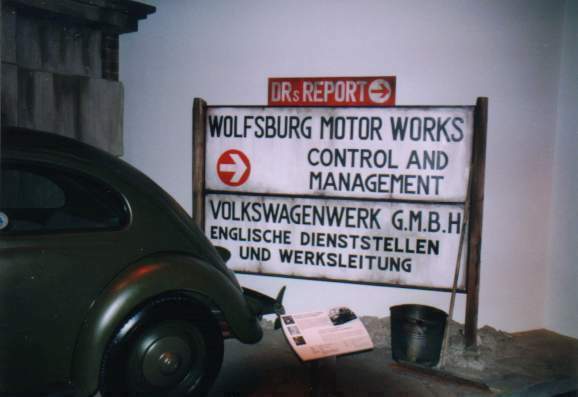 DRs REPORT
WOLFSBURG MOTOR WORKS
CONTROL AND
MANAGEMENT
VOLKSWAGENWERK G.M.B.H
ENGLISCHE DIENSTSTELLEN
UND WERKSLEITUNG